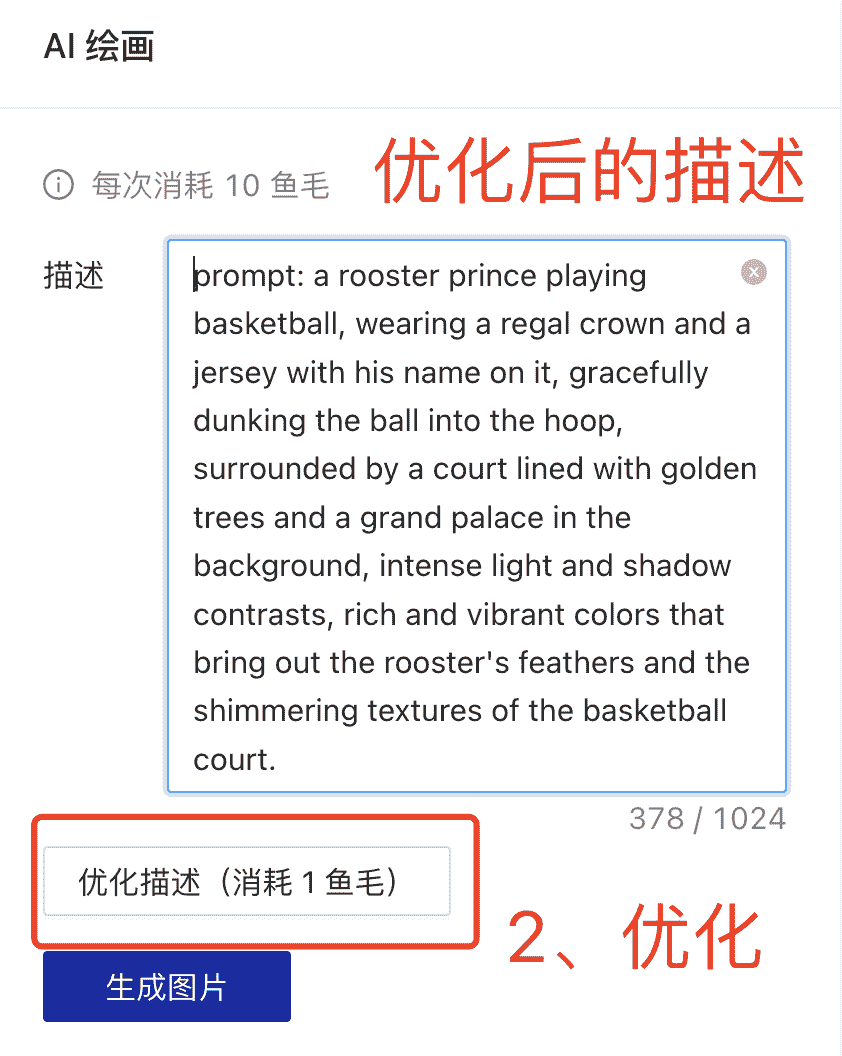 AI 绘画
每次消耗 10 鱼毛
优化后的描述
描述
prompt: a rooster prince playing
basketball, wearing a regal crown and a
jersey with his name on it, gracefully
dunking the ball into the hoop,
surrounded by a court lined with golden
trees and a grand palace in the
background, intense light and shadow
contrasts, rich and vibrant colors that
bring out the rooster's feathers and the
shimmering textures of the basketball
court.
378 / 1024
优化描述（消耗 1 鱼毛）
2、优化
生成图片